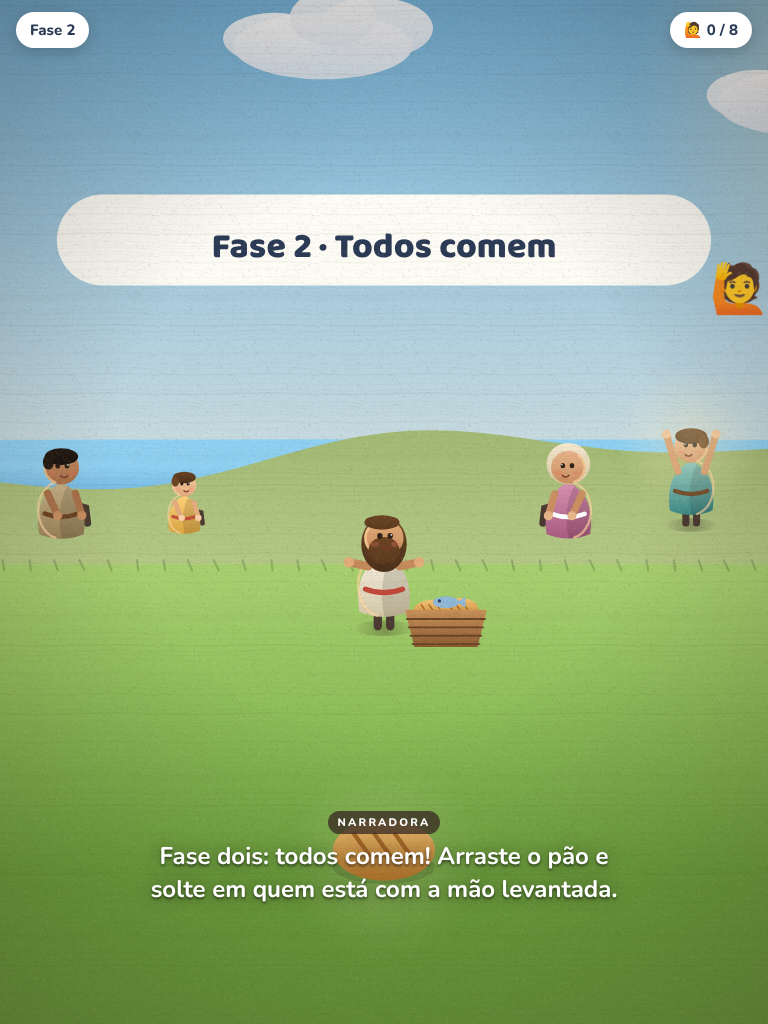 Fase 2
🙋 0 / 8
Fase 2 · Todos comem
NARRADORA
Fase dois: todos comem! Arraste o pão e
solte em quem está com a mão levantada.